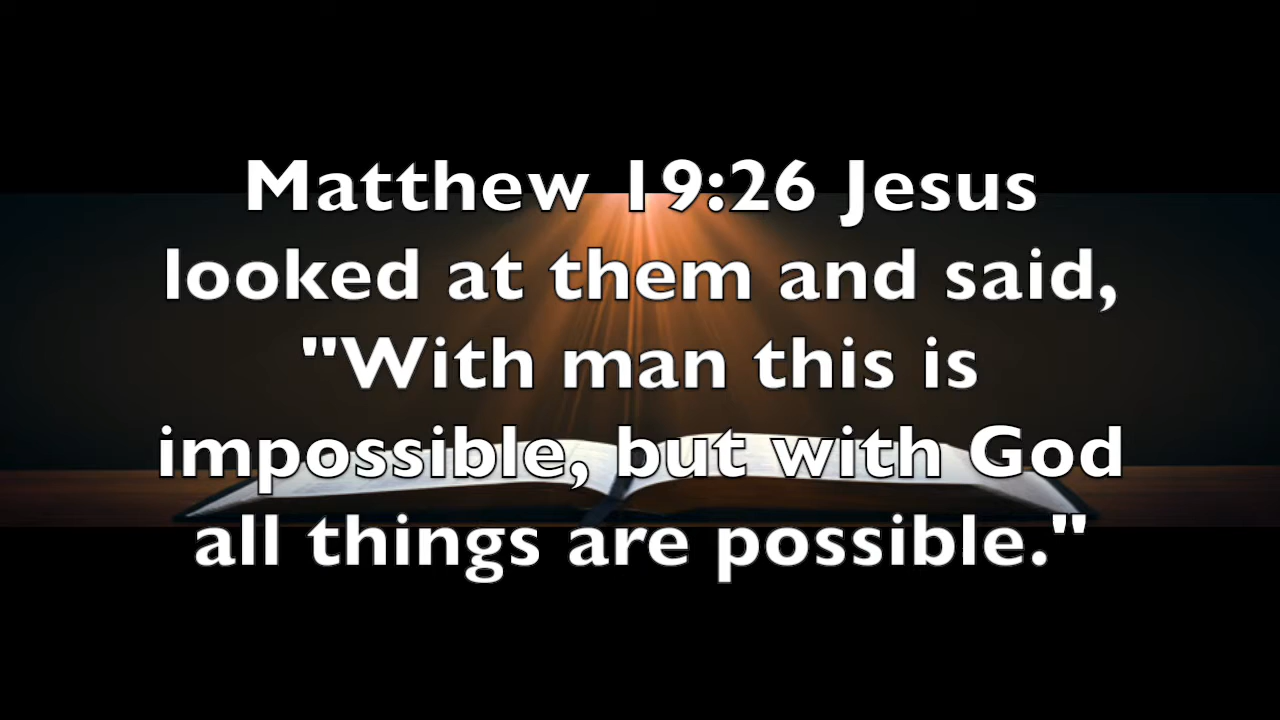 Matthew 19:26 Jesus
looked at them and said,
"With man this is
impossible, but with God
all things are possible."